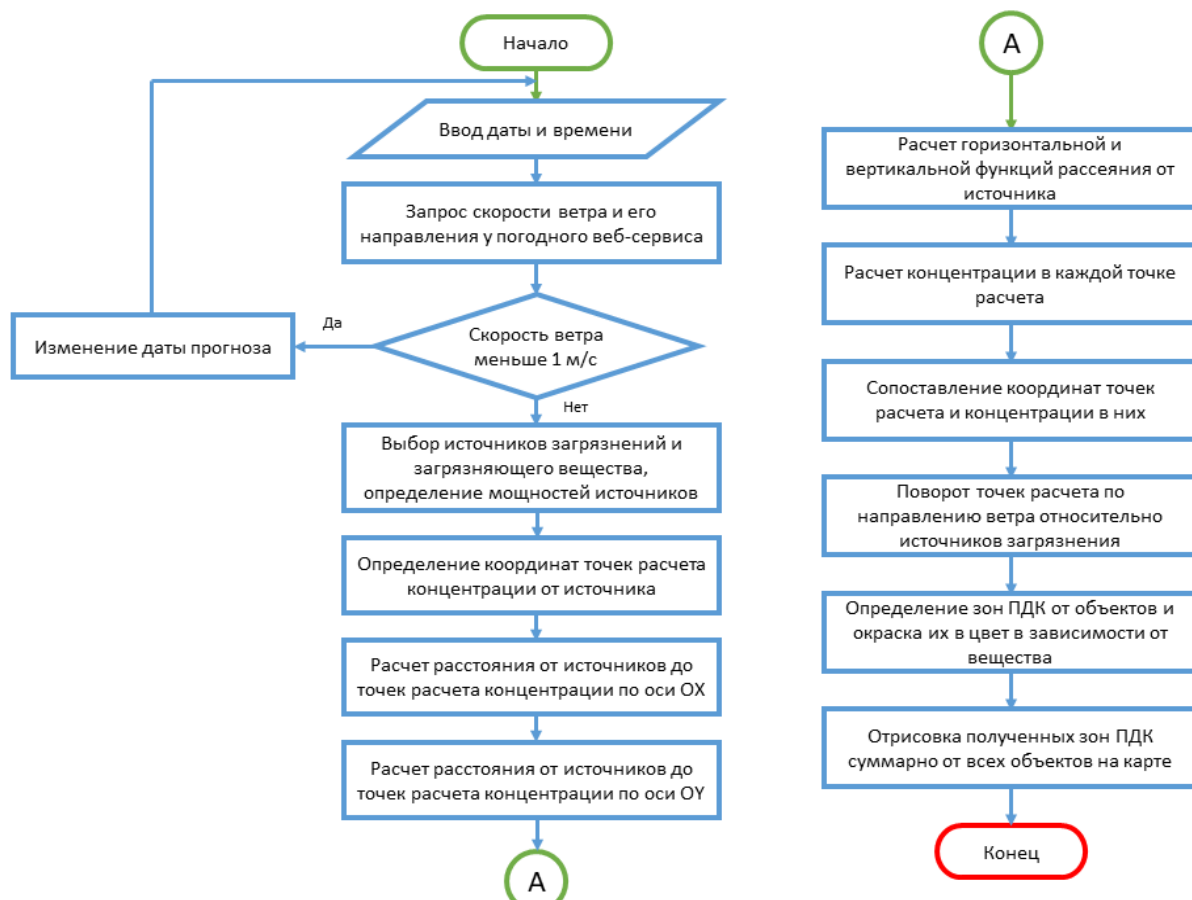 Начало
Ввод даты и времени
Запрос скорости ветра и его
направления у погодного веб-сервиса
Скорость ветра
меньше 1 м/с
Да
Изменение даты прогноза
Нет
Выбор источников загрязнений и
загрязняющего вещества,
определение мощностей источников
Определение координат точек расчета
концентрации от источника
Расчет расстояния от источников до
точек расчета концентрации по оси OX
Расчет расстояния от источников до
точек расчета концентрации по оси OY
А
А
Расчет горизонтальной и
вертикальной функций рассеяния от
источника
Расчет концентрации в каждой точке
расчета
Сопоставление координат точек
расчета и концентрации в них
Поворот точек расчета по
направлению ветра относительно
источников загрязнения
Определение зон ПДК от объектов и
окраска их в цвет в зависимости от
вещества
Отрисовка полученных зон ПДК
суммарно от всех объектов на карте
Конец